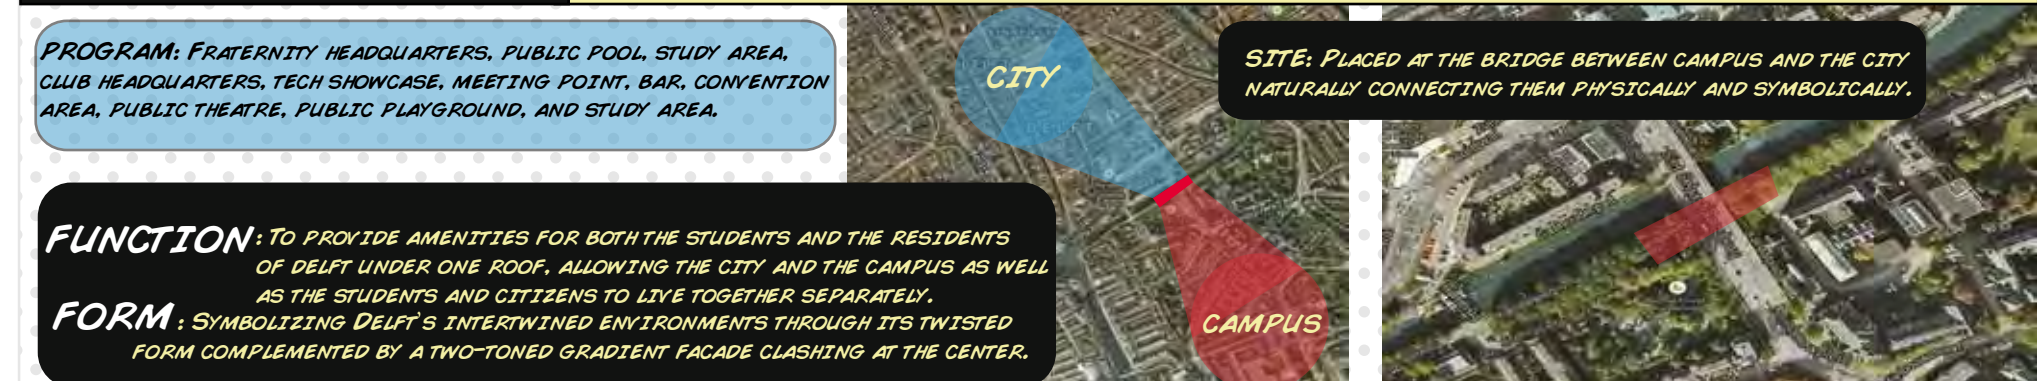 PROGRAM: FRATERNITY HEADQUARTERS, PUBLIC POOL, STUDY AREA,
CLUB HEADQUARTERS, TECH SHOWCASE, MEETING POINT, BAR, CONVENTION
AREA, PUBLIC THEATRE, PUBLIC PLAYGROUND, AND STUDY AREA.
CITY
DELFT
SITE: PLACED AT THE BRIDGE BETWEEN CAMPUS AND THE CITY
NATURALLY CONNECTING THEM PHYSICALLY AND SYMBOLICALLY.
FUNCTION: TO PROVIDE AMENITIES FOR BOTH THE STUDENTS AND THE RESIDENTS
OF DELFT UNDER ONE ROOF, ALLOWING THE CITY AND THE CAMPUS AS WELL
AS THE STUDENTS AND CITIZENS TO LIVE TOGETHER SEPARATELY.
FORM: SYMBOLIZING DELFT'S INTERTWINED ENVIRONMENTS THROUGH ITS TWISTED
FORM COMPLEMENTED BY A TWO-TONED GRADIENT FACADE CLASHING AT THE CENTER.
CAMPUS